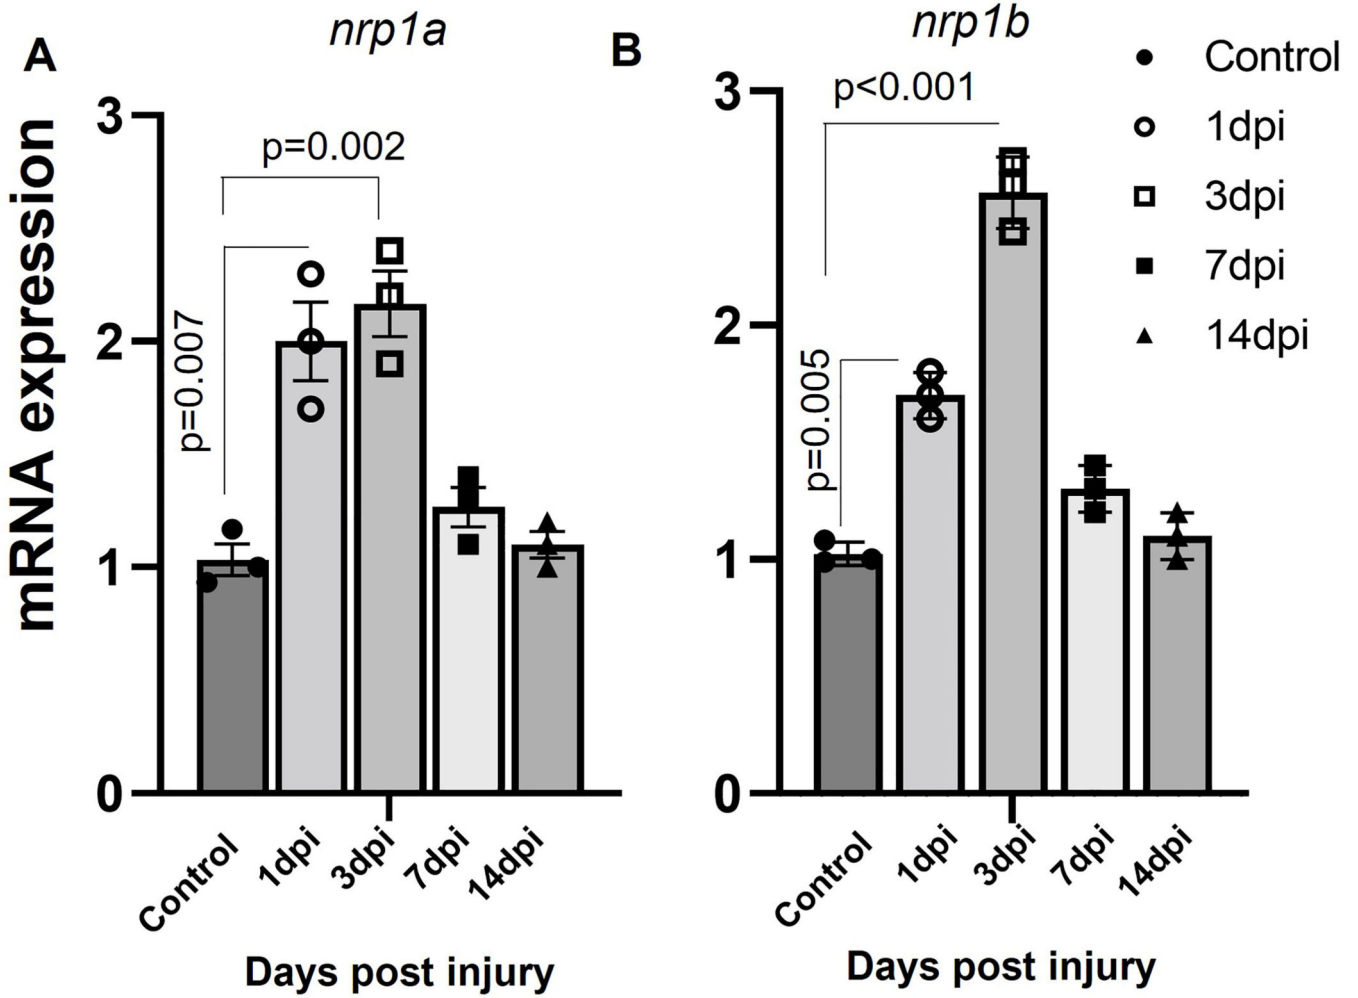 A
nrp1a
mRNA expression
3
2
1
0
p=0.002
p=0.007
Control
1dpi
3dpi
7dpi
14dpi
Days post injury
B
nrp1b
3
2
1
0
p<0.001
p=0.005
Control
1dpi
3dpi
7dpi
14dpi
Days post injury
Control
1dpi
3dpi
7dpi
14dpi